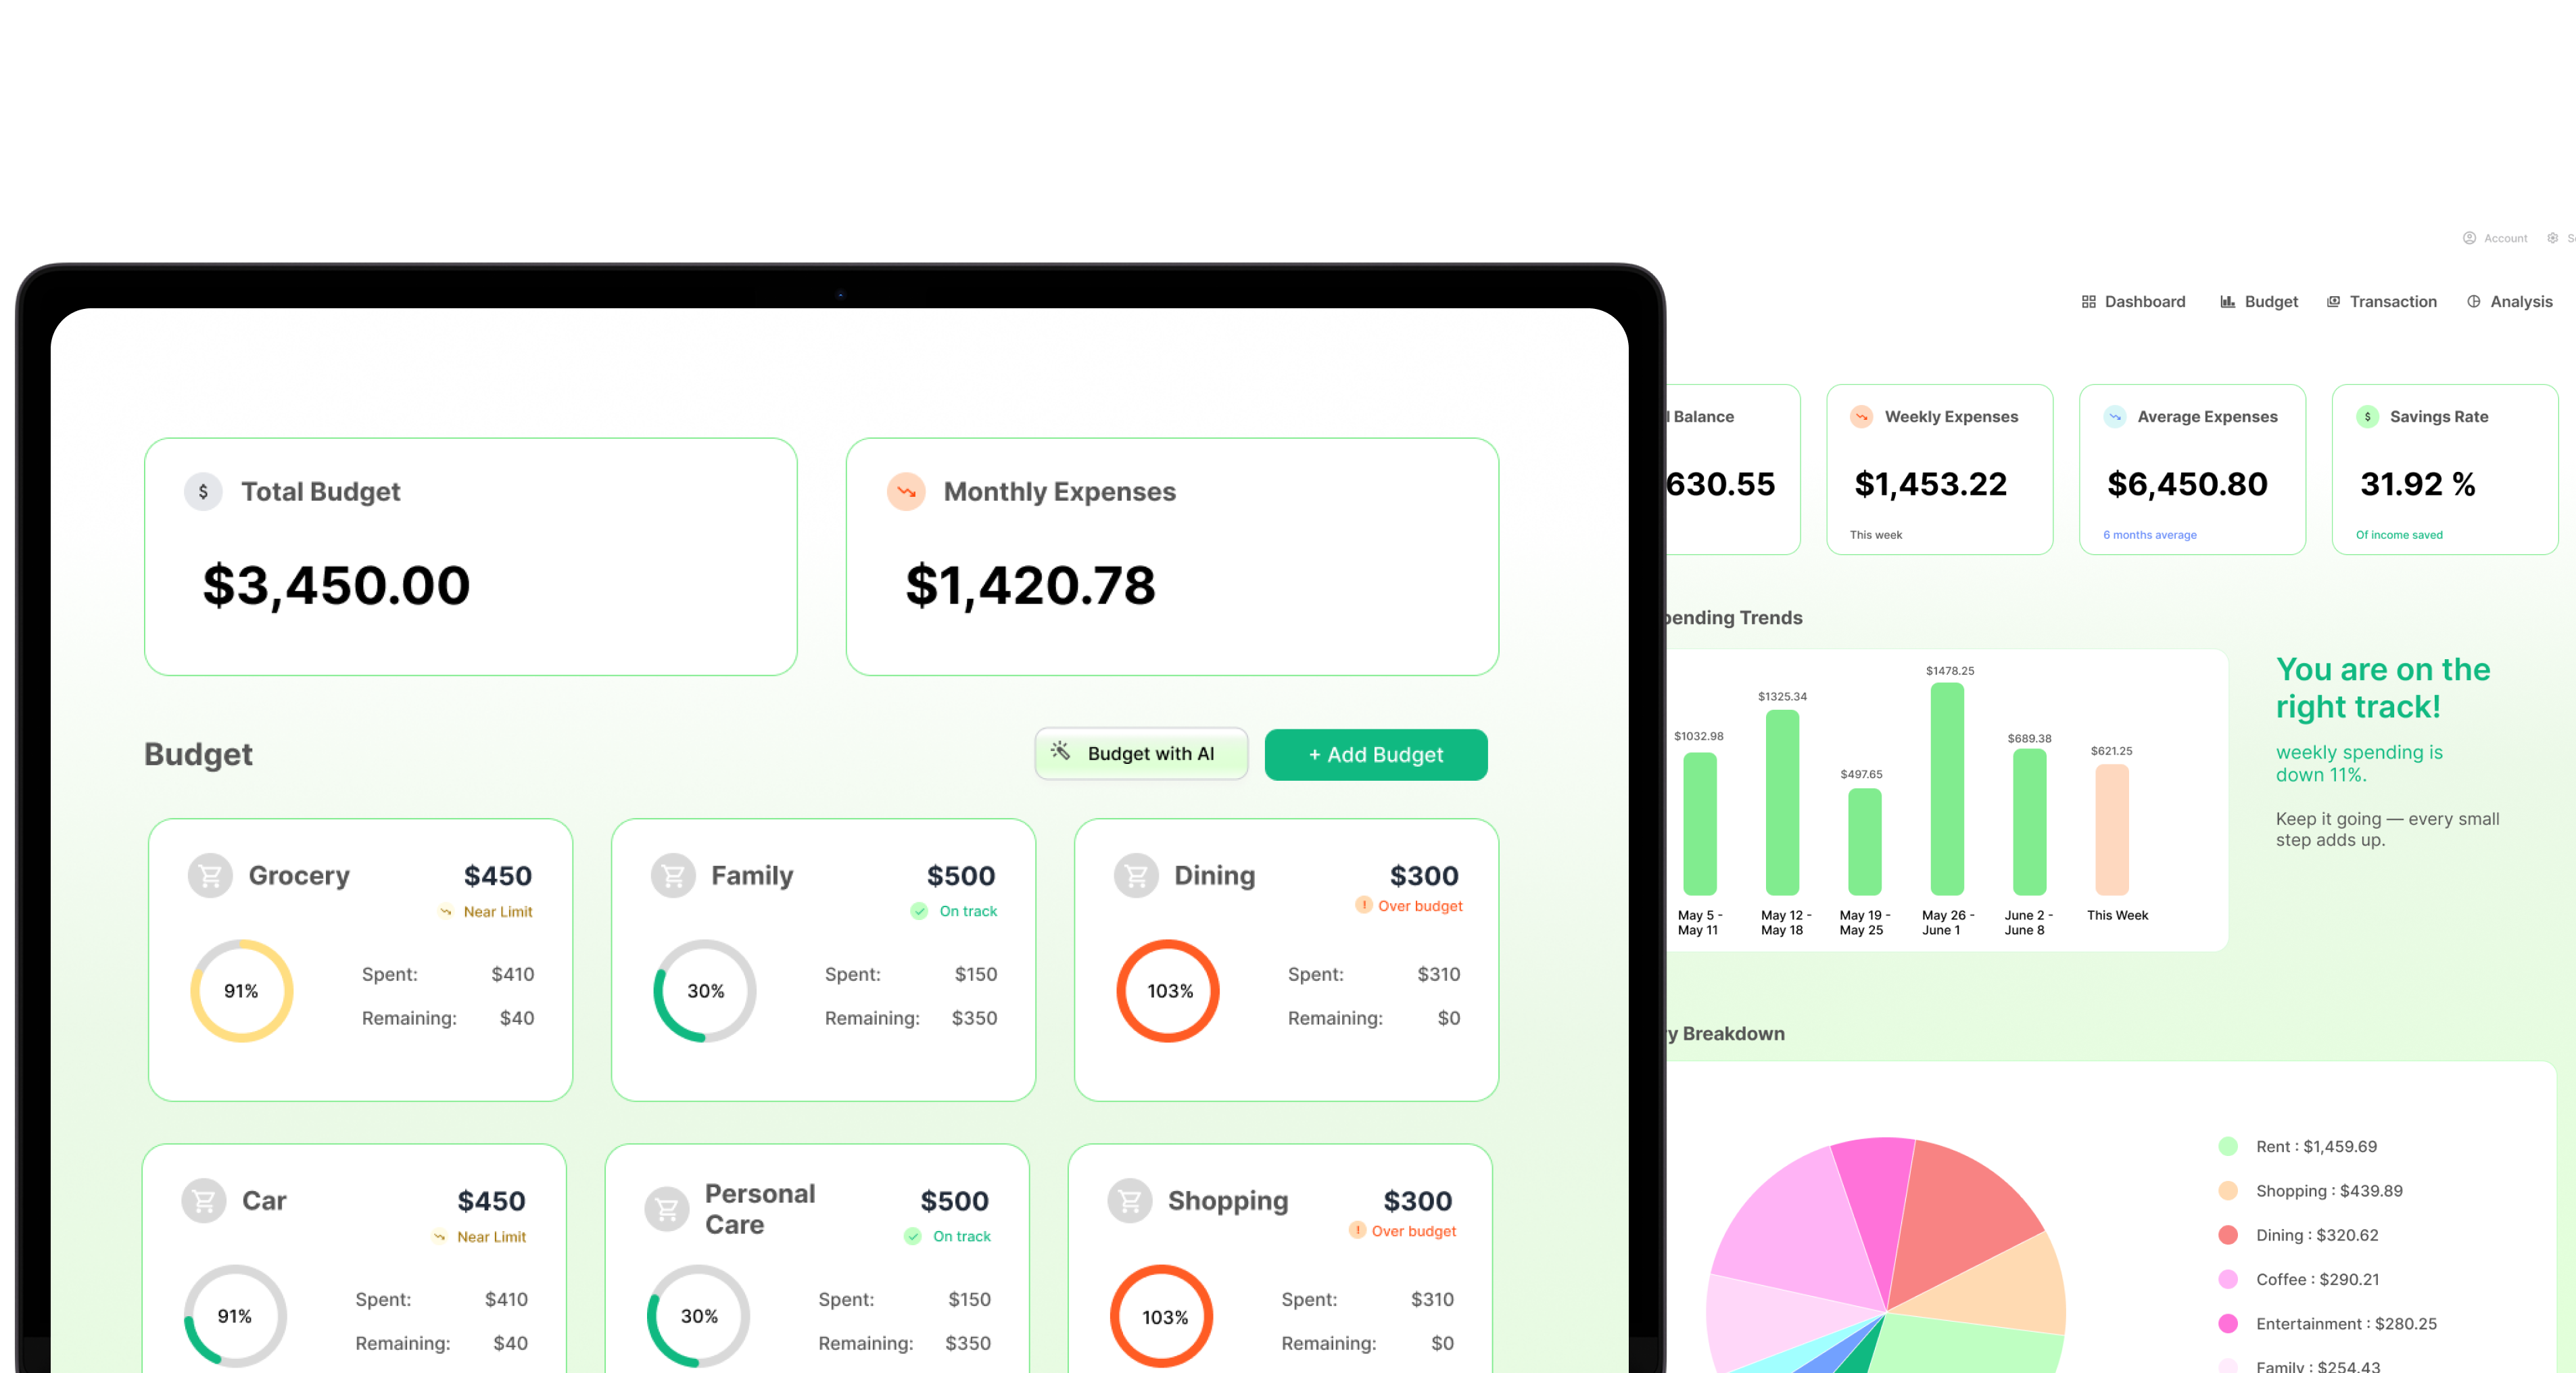 Account
Dashboard
Budget
Transaction
Analysis
$ Total Budget
$3,450.00
Monthly Expenses
$1,420.78
Budget
Budget with AI
+ Add Budget
Grocery
$450
Near Limit
91%
Spent: $410
Remaining: $40
Family
$500
On track
30%
Spent: $150
Remaining: $350
Dining
$300
! Over budget
103%
Spent: $310
Remaining: $0
Car
$450
Near Limit
91%
Spent: $410
Remaining: $40
Personal
Care
$500
On track
30%
Spent: $150
Remaining: $350
Shopping
$300
! Over budget
103%
Spent: $310
Remaining: $0
Balance
630.55
Weekly Expenses
$1,453.22
This week
Average Expenses
$6,450.80
6 months average
$ Savings Rate
31.92 %
Of income saved
pending Trends
$1032.98
$1325.34
$497.65
$1478.25
$689.38
$621.25
May 5 -
May 11
May 12 -
May 18
May 19 -
May 25
May 26 -
June 1
June 2 -
June 8
This Week
You are on the
right track!
weekly spending is
down 11%.
Keep it going — every small
step adds up.
y Breakdown
Rent : $1,459.69
Shopping : $439.89
Dining : $320.62
Coffee : $290.21
Entertainment : $280.25
Family : $254.43